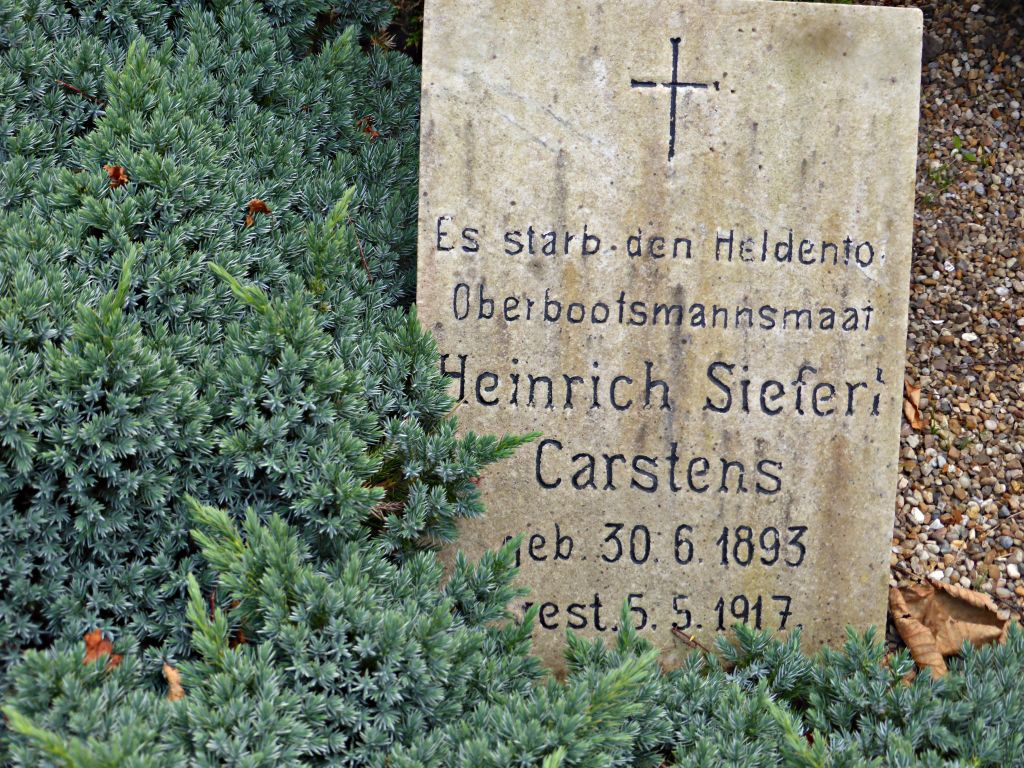 Es starb den Heldento
Oberbootsmannsmaat
Heinrich Siefert
Carstens
geb. 30.6.1893
gest. 5.5.1917.